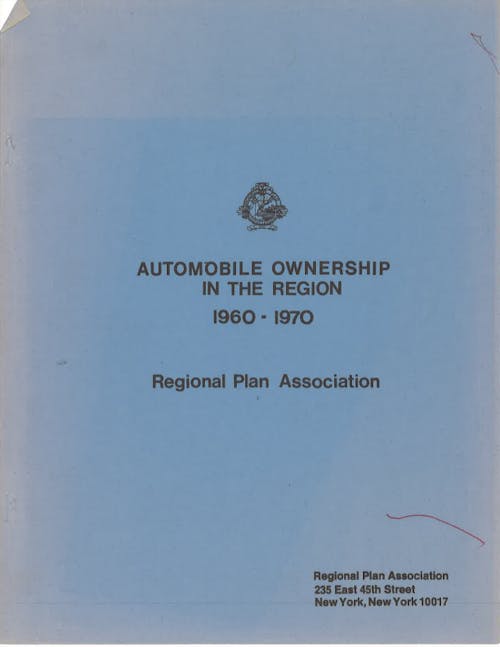 AUTOMOBILE OWNERSHIP
IN THE REGION
1960 - 1970
Regional Plan Association
Regional Plan Association
235 East 45th Street
New York, New York 10017